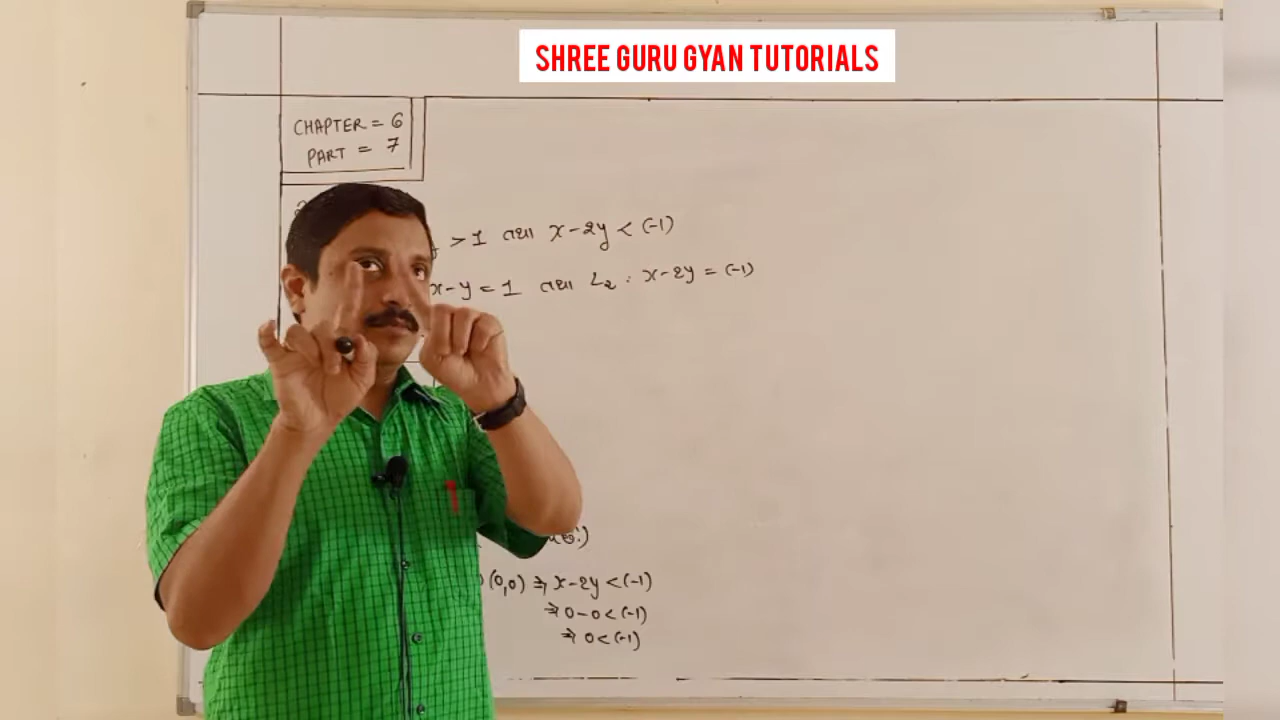 SHREE GURU GYAN TUTORIALS
CHAPTER = 6
PART = 7
> 1 તથા x-2y < (-1)
x-y = 1 તથા L₂ : x-2y = (-1)
(0,0) ⇒ x-2y < (-1)
⇒ 0-0 < (-1)
⇒ 0 < (-1)